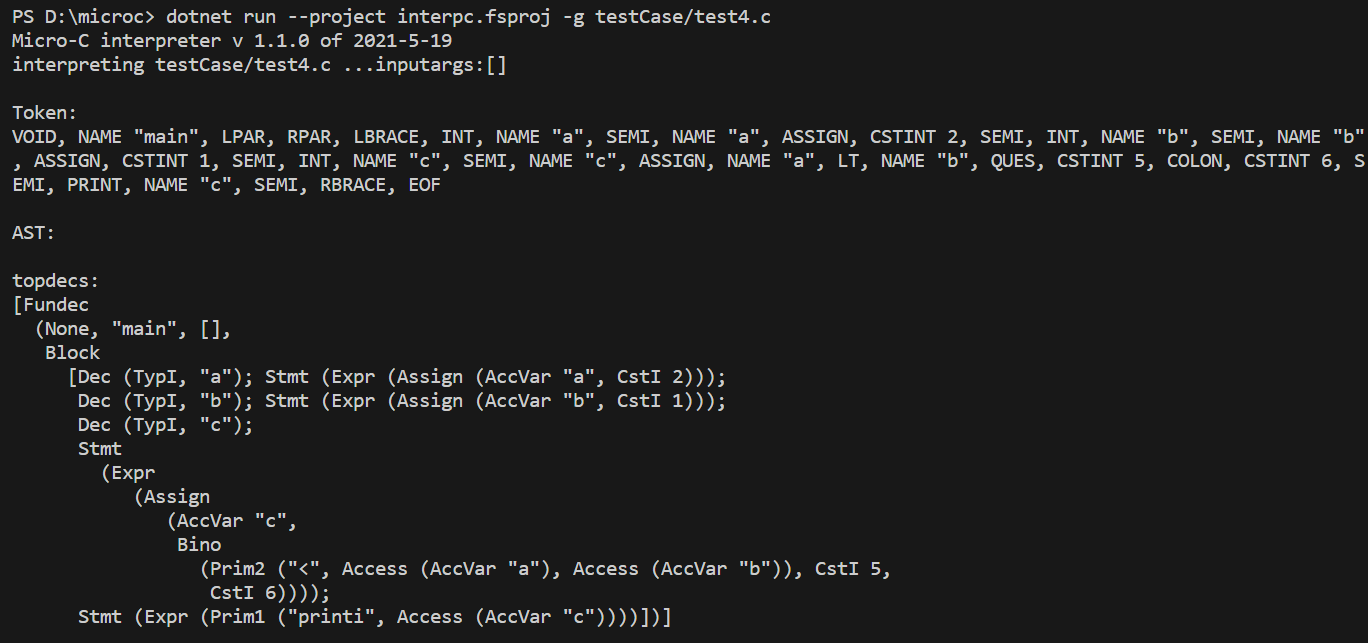 PS D:\microc> dotnet run --project interpc.fsproj -g testCase/test4.c
Micro-C interpreter v 1.1.0 of 2021-5-19
interpreting testCase/test4.c ...inputargs:[]
Token:
VOID, NAME "main", LPAR, RPAR, LBRACE, INT, NAME "a", SEMI, NAME "a", ASSIGN, CSTINT 2, SEMI, INT, NAME "b", SEMI, NAME "b"
, ASSIGN, CSTINT 1, SEMI, INT, NAME "c", SEMI, NAME "c", ASSIGN, NAME "a", LT, NAME "b", QUES, CSTINT 5, COLON, CSTINT 6, S
EMI, PRINT, NAME "c", SEMI, RBRACE, EOF
AST:
topdecs:
[Fundec
(None, "main", [],
Block
[Dec (TypI, "a"); Stmt (Expr (Assign (AccVar "a", CstI 2)));
Dec (TypI, "b"); Stmt (Expr (Assign (AccVar "b", CstI 1)));
Dec (TypI, "c");
Stmt
(Expr
(Assign
(AccVar "c",
Bino
(Prim2 ("<", Access (AccVar "a"), Access (AccVar "b")), CstI 5,
CstI 6))));
Stmt (Expr (Prim1 ("printi", Access (AccVar "c"))))])]